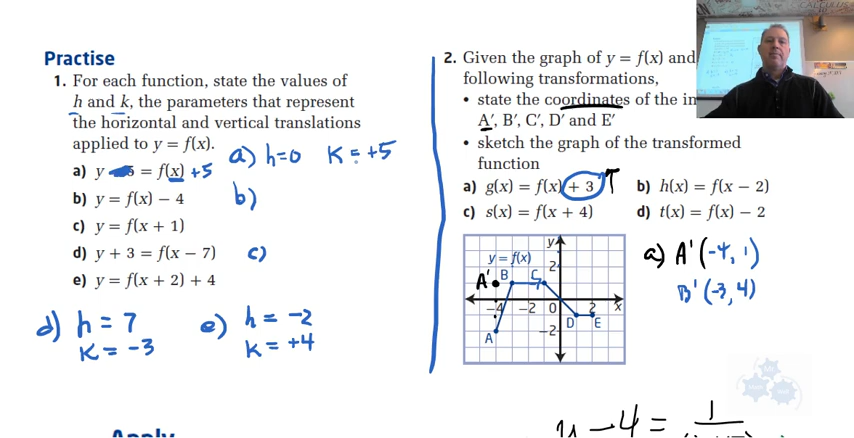 Practise
1. For each function, state the values of
h and k, the parameters that represent
the horizontal and vertical translations
applied to y = f(x).
a) y = f(x) +5
b) y = f(x) − 4
c) y = f(x + 1)
d) y + 3 = f(x − 7)
e) y = f(x + 2) + 4
a) h=0 K = +5
b)
c)
d) h = 7
K = -3
e) h = -2
K = +4
Apply
2. Given the graph of y = f(x) and
following transformations,
• state the coordinates of the
A′, B′, C′, D′ and E′
• sketch the graph of the transformed
function
a) g(x) = f(x) + 3 b) h(x) = f(x − 2)
c) s(x) = f(x + 4) d) t(x) = f(x) − 2
y
y = f(x)
2
A' B C
−4 −2 0 2 x
D E
−2
A
a) A' (-4, 1)
B' (-3, 4)
y -4 = 1